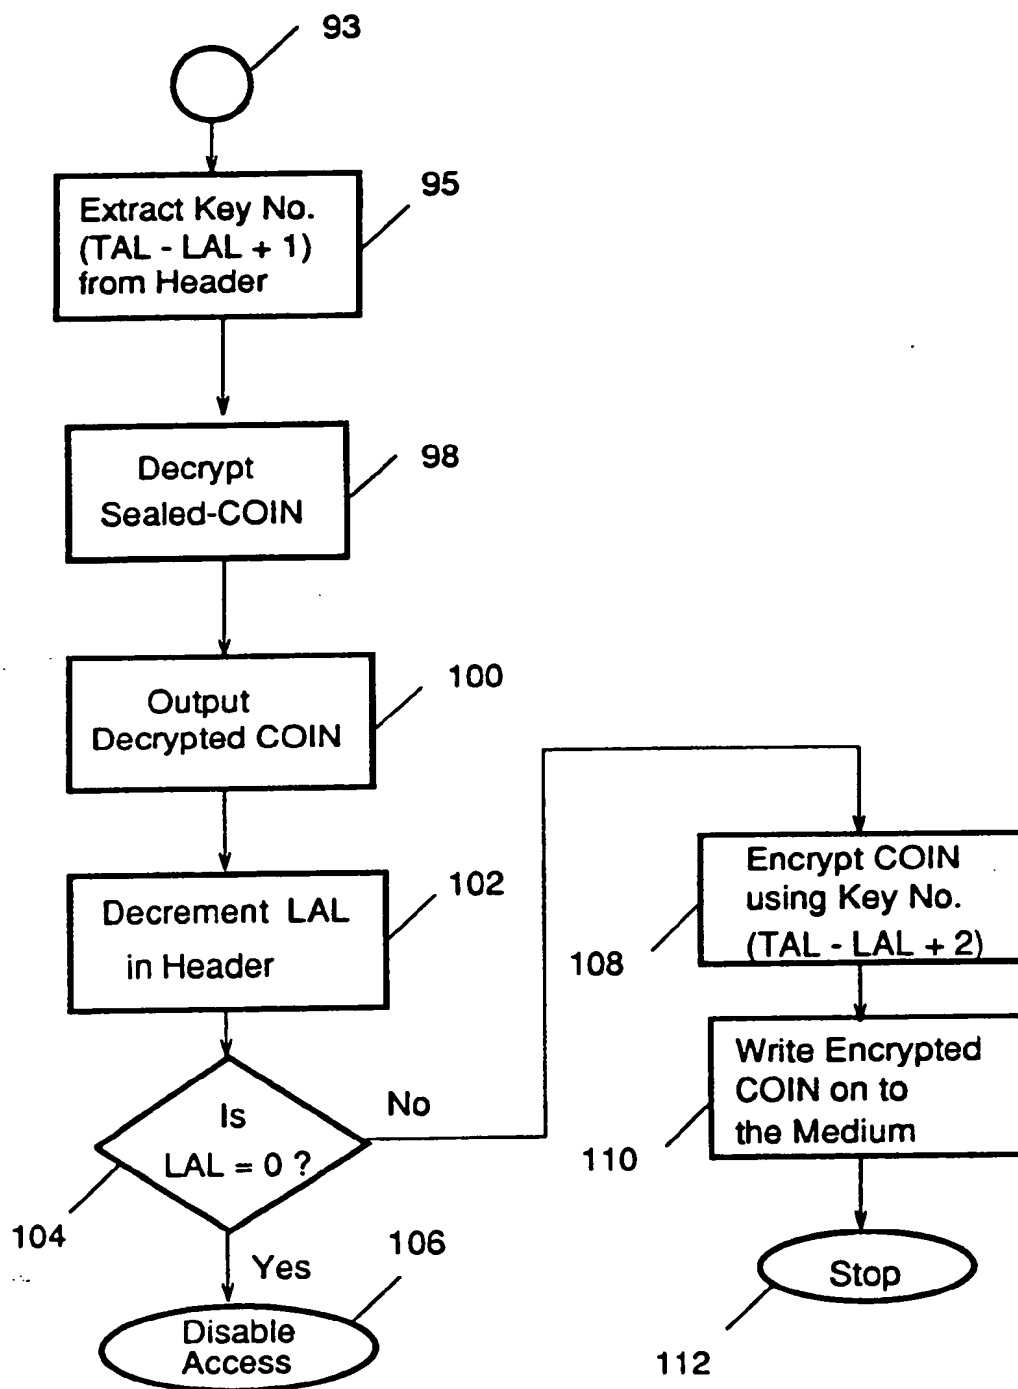 93
Extract Key No.
(TAL - LAL + 1)
from Header
95
Decrypt
Sealed-COIN
98
Output
Decrypted COIN
100
Decrement LAL
in Header
102
Is
LAL = 0 ?
104
No
Yes
Disable
Access
106
Encrypt COIN
using Key No.
(TAL - LAL + 2)
108
Write Encrypted
COIN on to
the Medium
110
Stop
112